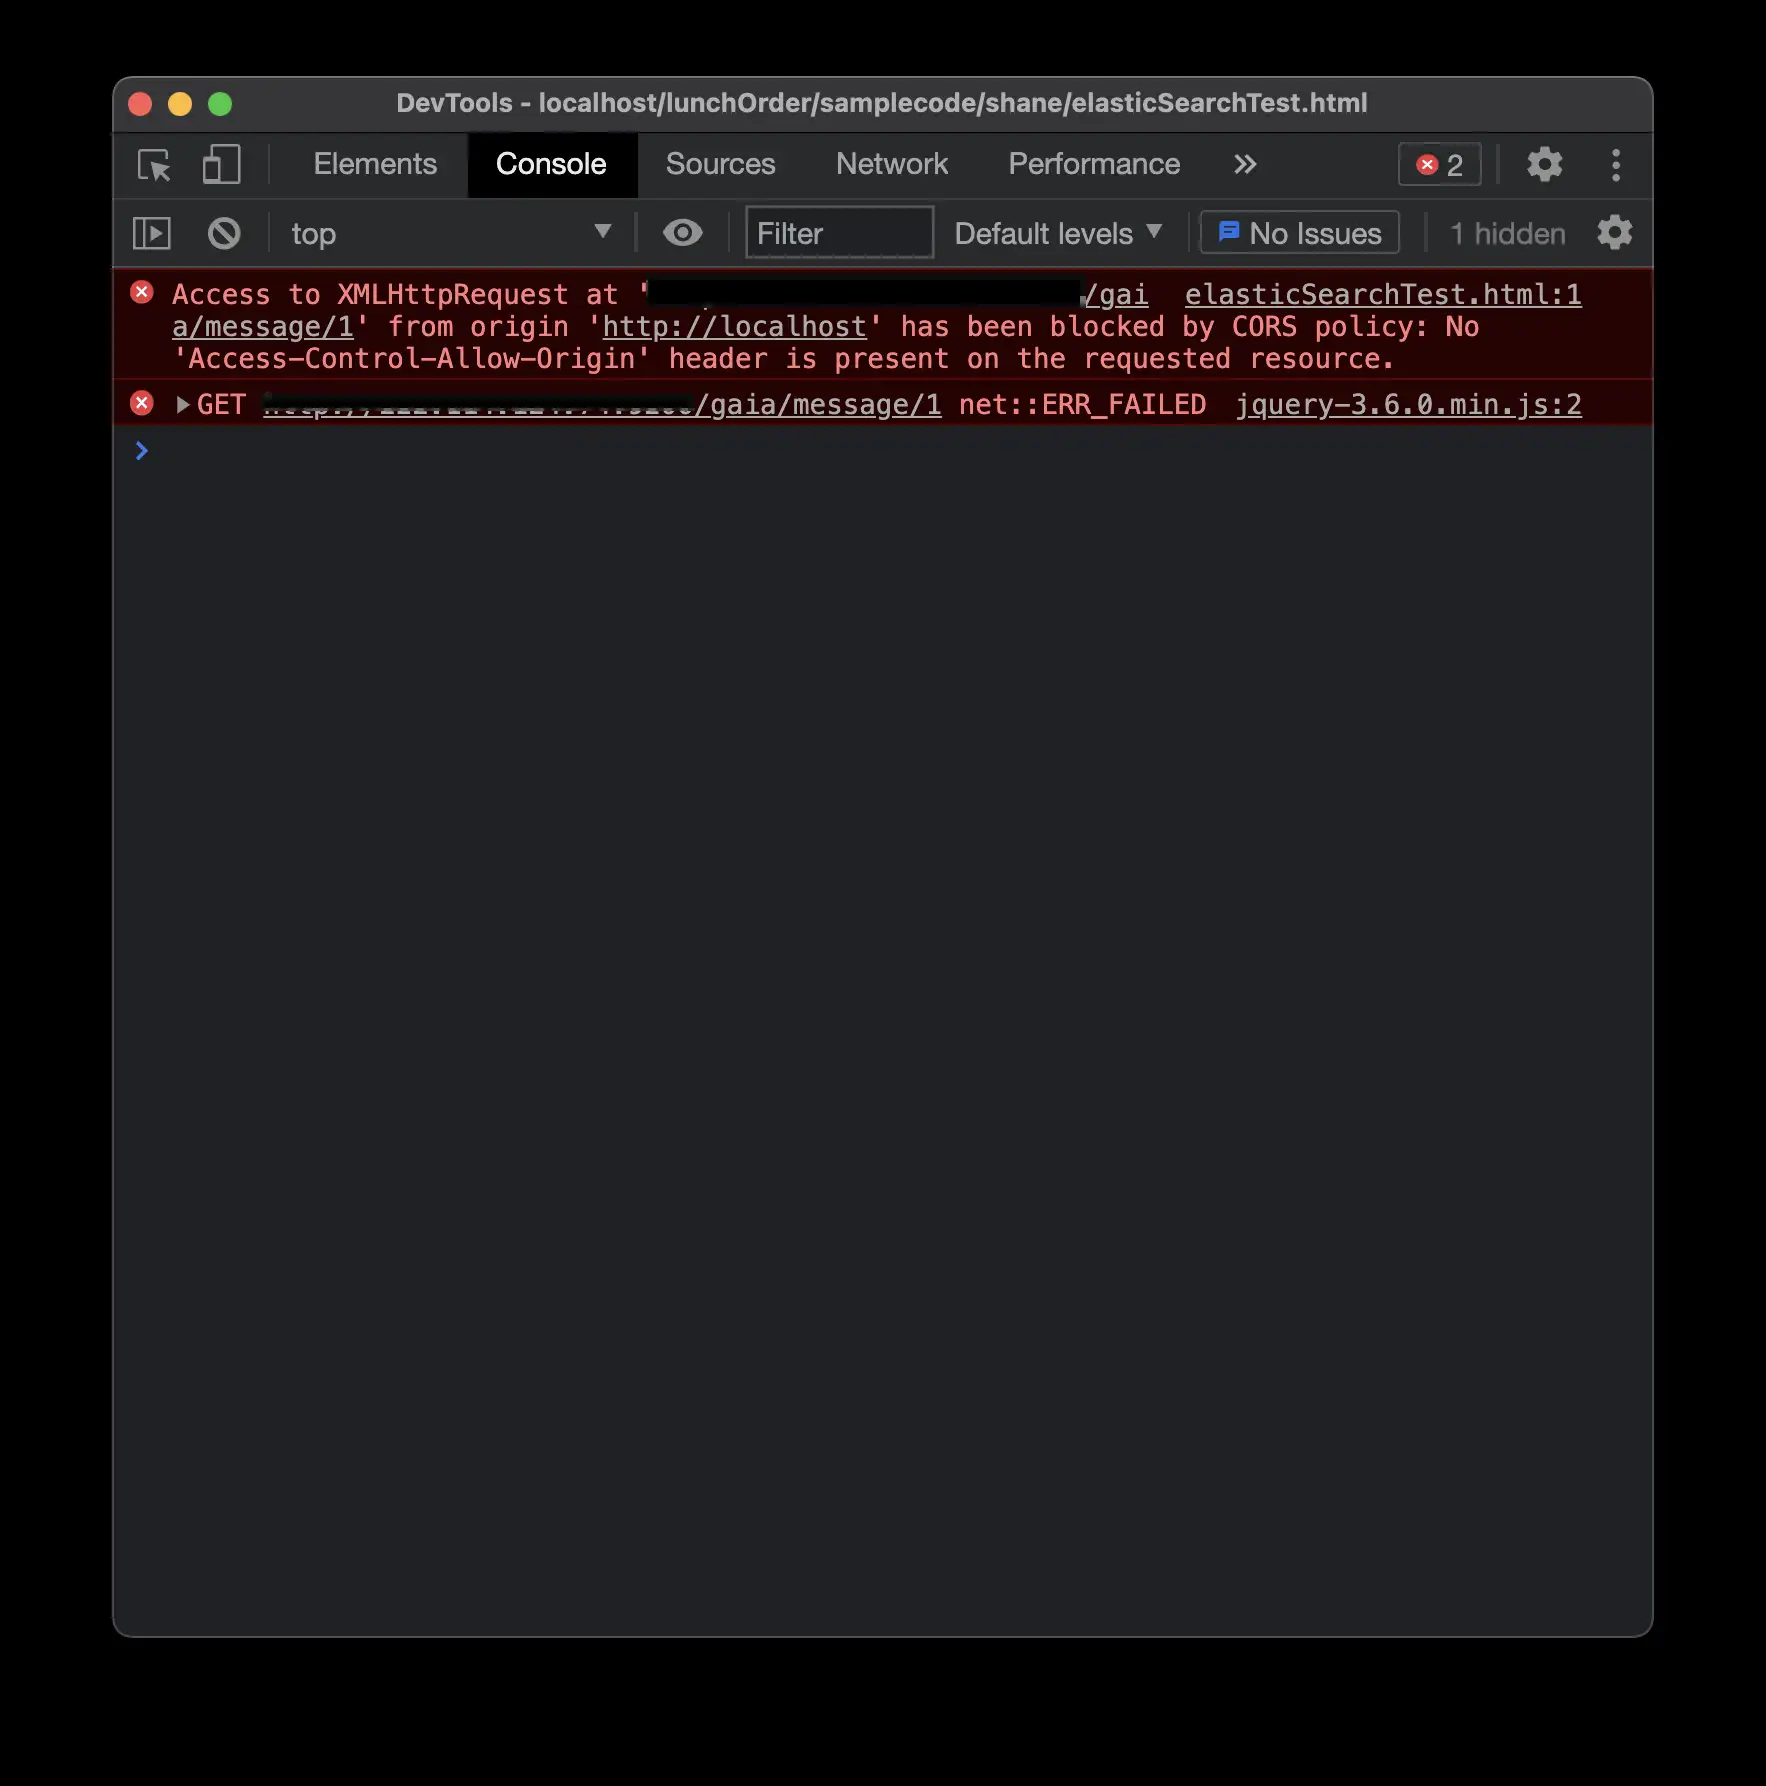 DevTools - localhost/lunchOrder/samplecode/shane/elasticSearchTest.html
Elements Console Sources Network Performance 2
top Filter Default levels No Issues 1 hidden
Access to XMLHttpRequest at ' /gai elasticSearchTest.html:1
a/message/1' from origin 'http://localhost' has been blocked by CORS policy: No
'Access-Control-Allow-Origin' header is present on the requested resource.
GET /gaia/message/1 net::ERR_FAILED jquery-3.6.0.min.js:2